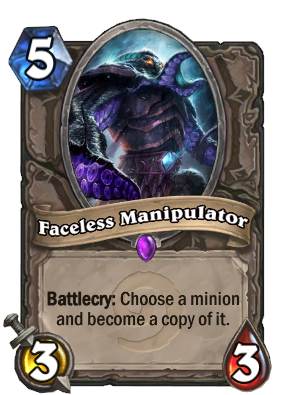 5
Faceless Manipulator
Battlecry: Choose a minion
and become a copy of it.
3 3